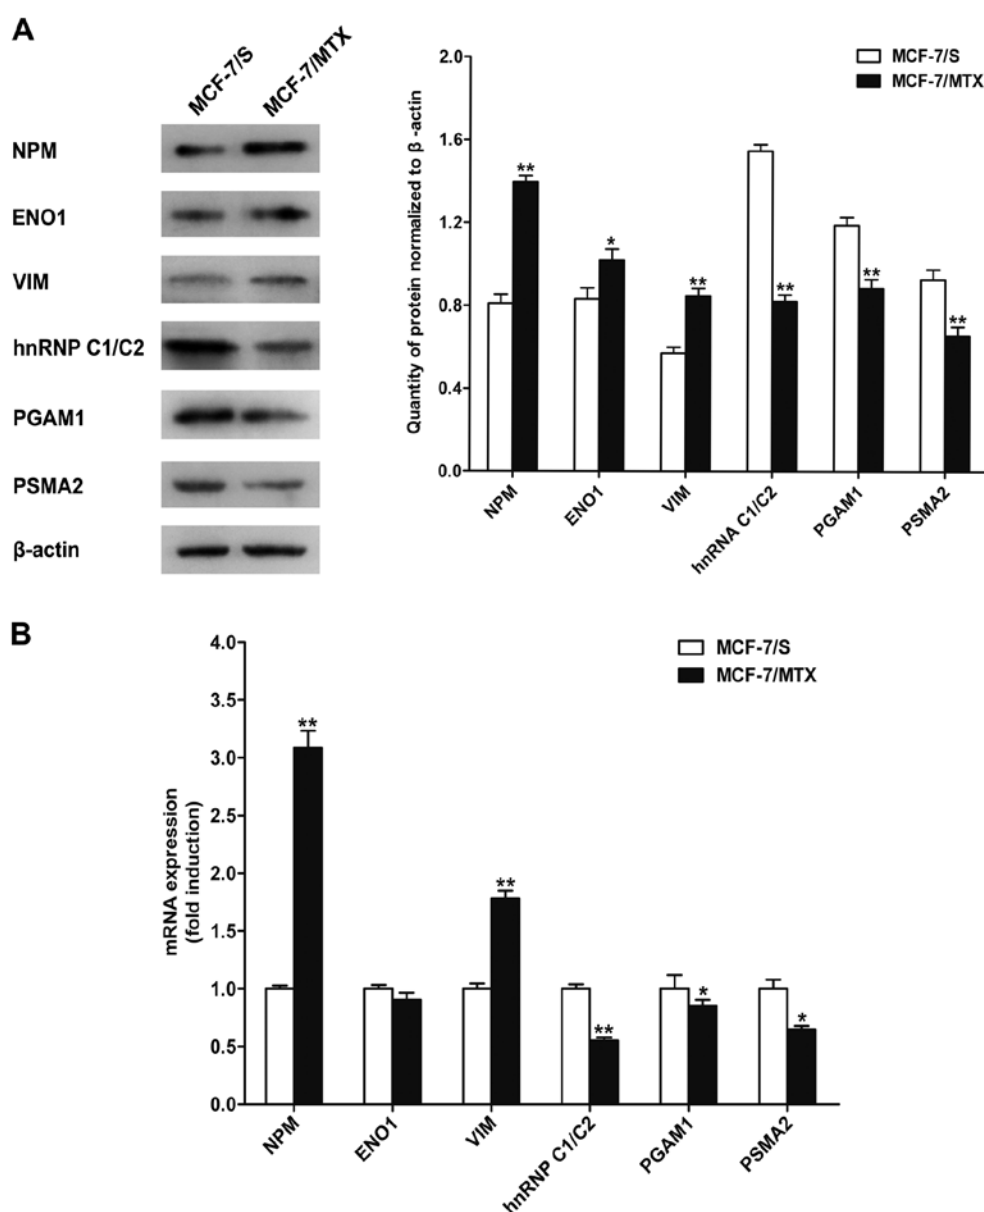 A
MCF-7/S
MCF-7/MTX
NPM
ENO1
VIM
hnRNP C1/C2
PGAM1
PSMA2
β-actin
Quantity of protein normalized to β -actin
2.0
1.6
1.2
0.8
0.4
0.0
MCF-7/S
MCF-7/MTX
**
*
**
**
**
**
NPM
ENO1
VIM
hnRNA C1/C2
PGAM1
PSMA2
B
mRNA expression
(fold induction)
4.0
3.5
3.0
2.5
2.0
1.5
1.0
0.5
0.0
MCF-7/S
MCF-7/MTX
**
**
**
*
*
NPM
ENO1
VIM
hnRNP C1/C2
PGAM1
PSMA2